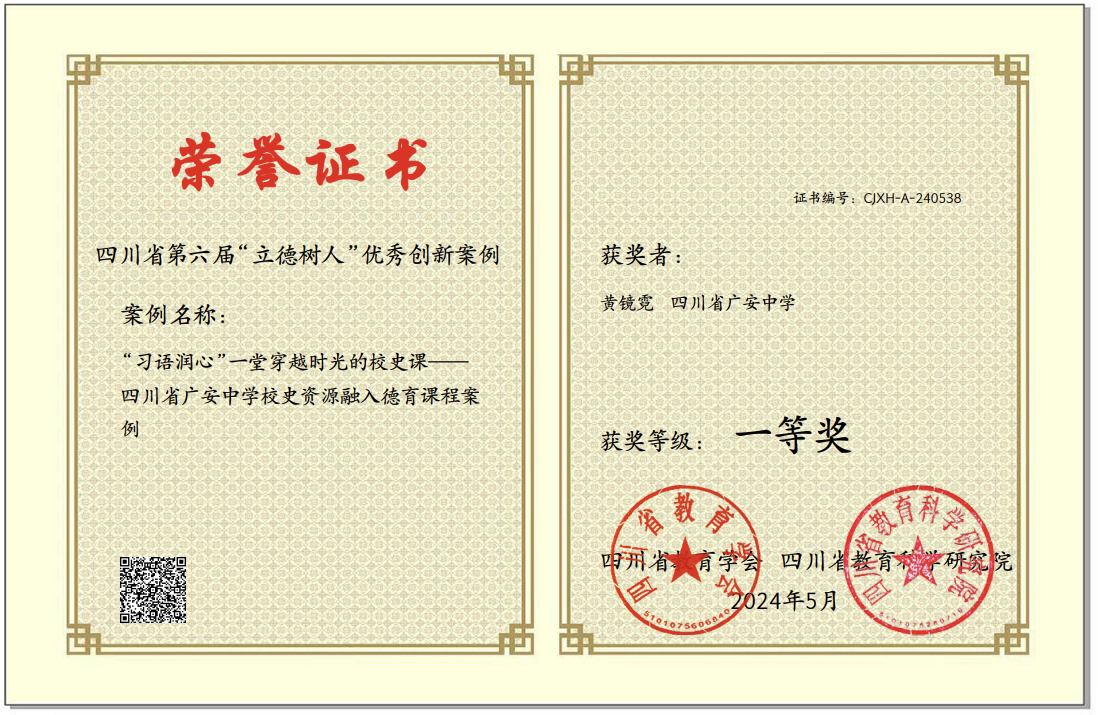 荣誉证书
四川省第六届“立德树人”优秀创新案例
案例名称：
“习语润心”一堂穿越时光的校史课——
四川省广安中学校史资源融入德育课程案
例
证书编号：CJXH-A-240538
获奖者：
黄镜霓 四川省广安中学
获奖等级： 一等奖
四川省教育学会 四川省教育科学研究院
2024年5月
四川省教育学会
5101075606840
四川省教育科学研究院